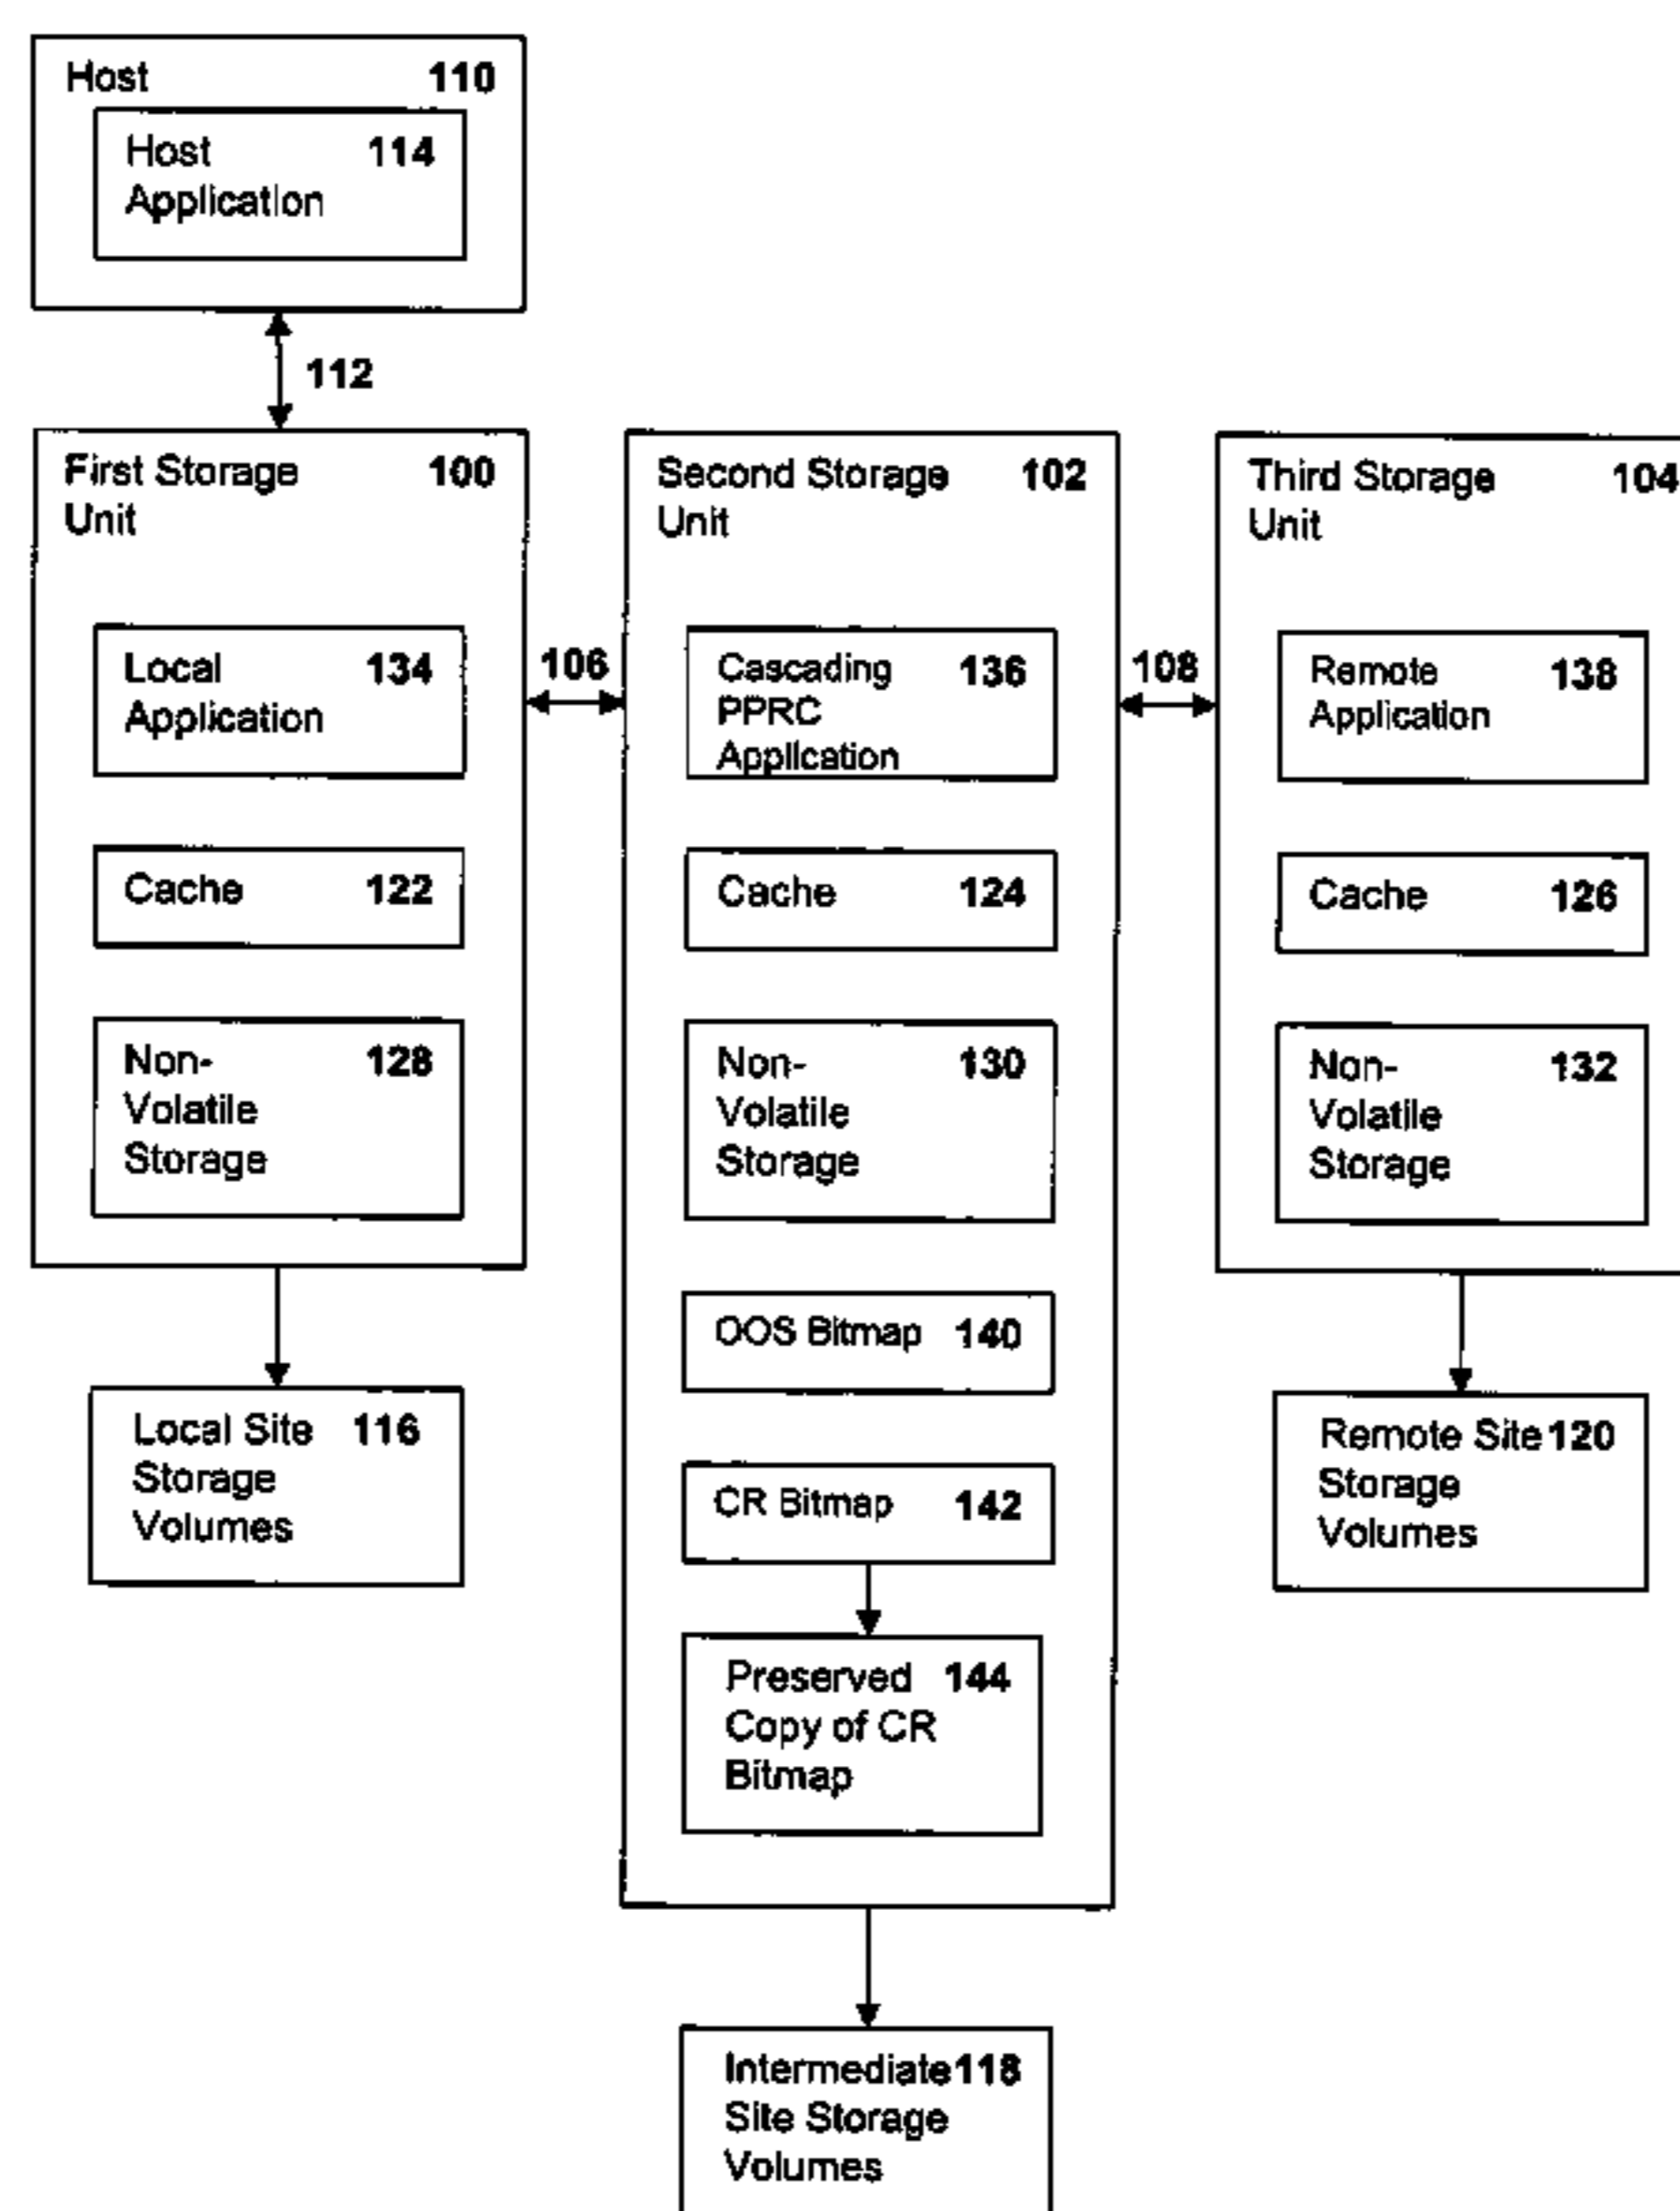 Host 110
Host 114
Application
112
First Storage 100
Unit
Local 134
Application
Cache 122
Non- 128
Volatile
Storage
Local Site 116
Storage
Volumes
106
Second Storage 102
Unit
Cascading 136
PPRC
Application
Cache 124
Non- 130
Volatile
Storage
OOS Bitmap 140
CR Bitmap 142
Preserved 144
Copy of CR
Bitmap
Intermediate 118
Site Storage
Volumes
108
Third Storage 104
Unit
Remote 138
Application
Cache 126
Non- 132
Volatile
Storage
Remote Site 120
Storage
Volumes